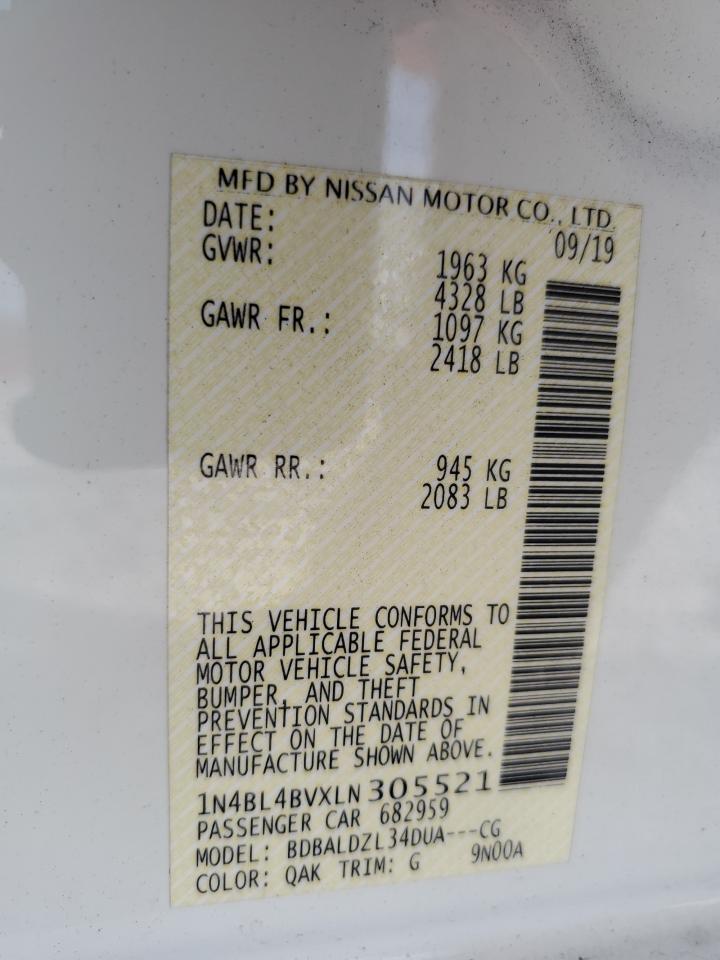 MFD BY NISSAN MOTOR CO., LTD.
DATE: 09/19
GVWR: 1963 KG
4328 LB
GAWR FR.: 1097 KG
2418 LB
GAWR RR.: 945 KG
2083 LB
THIS VEHICLE CONFORMS TO
ALL APPLICABLE FEDERAL
MOTOR VEHICLE SAFETY,
BUMPER, AND THEFT
PREVENTION STANDARDS IN
EFFECT ON THE DATE OF
MANUFACTURE SHOWN ABOVE.
1N4BL4BVXLN305521
PASSENGER CAR 682959
MODEL: BDBALDZL34DUA---CG
COLOR: QAK TRIM: G 9N00A